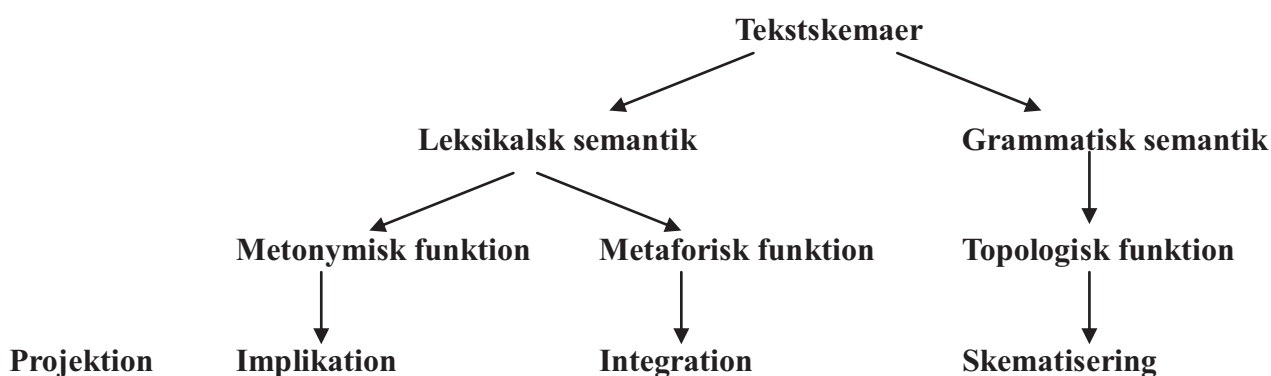 Tekstskemaer
Leksikalsk semantik Grammatisk semantik
Metonymisk funktion Metaforisk funktion Topologisk funktion
Projektion Implikation Integration Skematisering